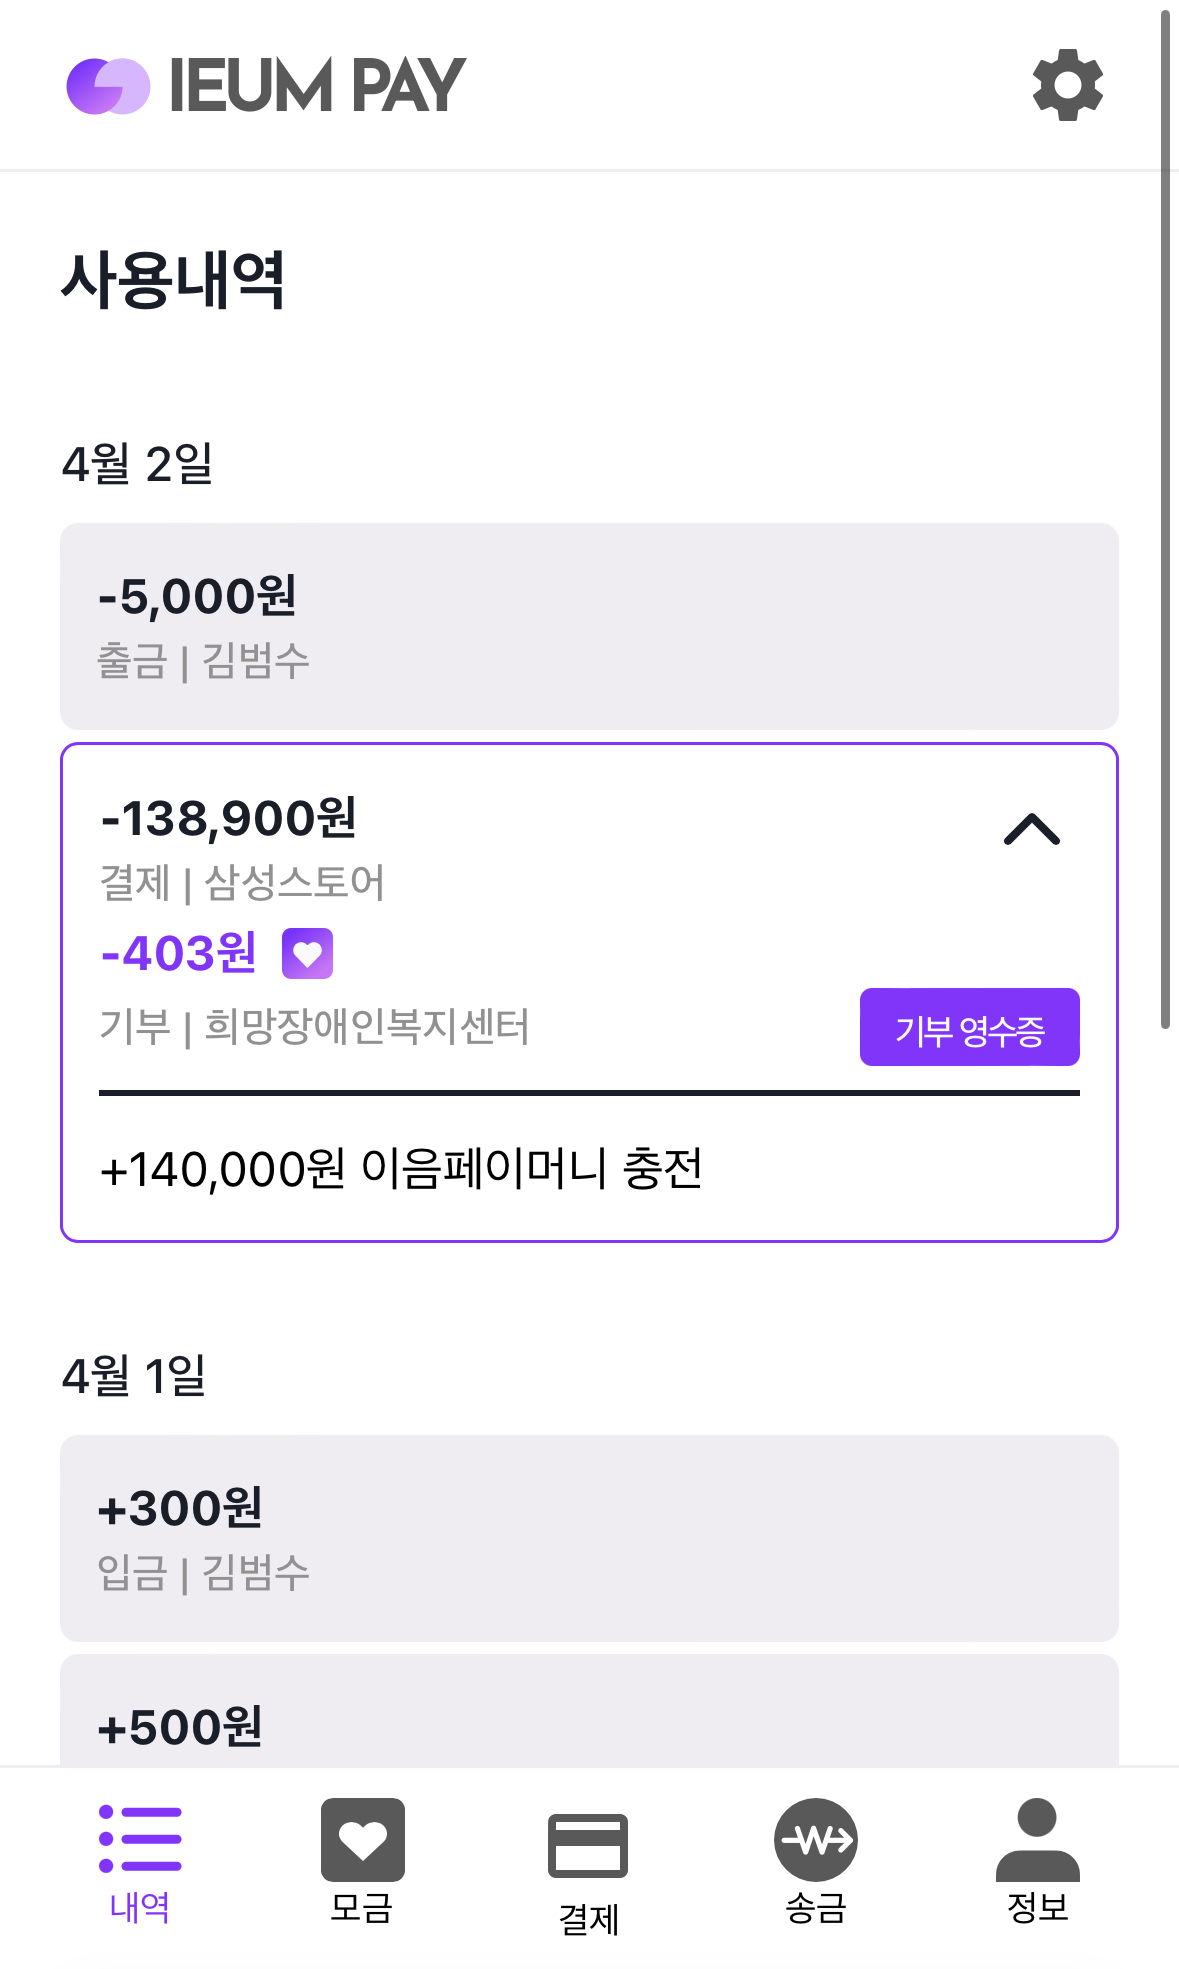 IEUM PAY
사용내역
4월 2일
-5,000원
출금 | 김범수
-138,900원
결제 | 삼성스토어
-403원
기부 | 희망장애인복지센터
기부 영수증
+140,000원 이음페이머니 충전
4월 1일
+300원
입금 | 김범수
+500원
내역
모금
결제
송금
정보